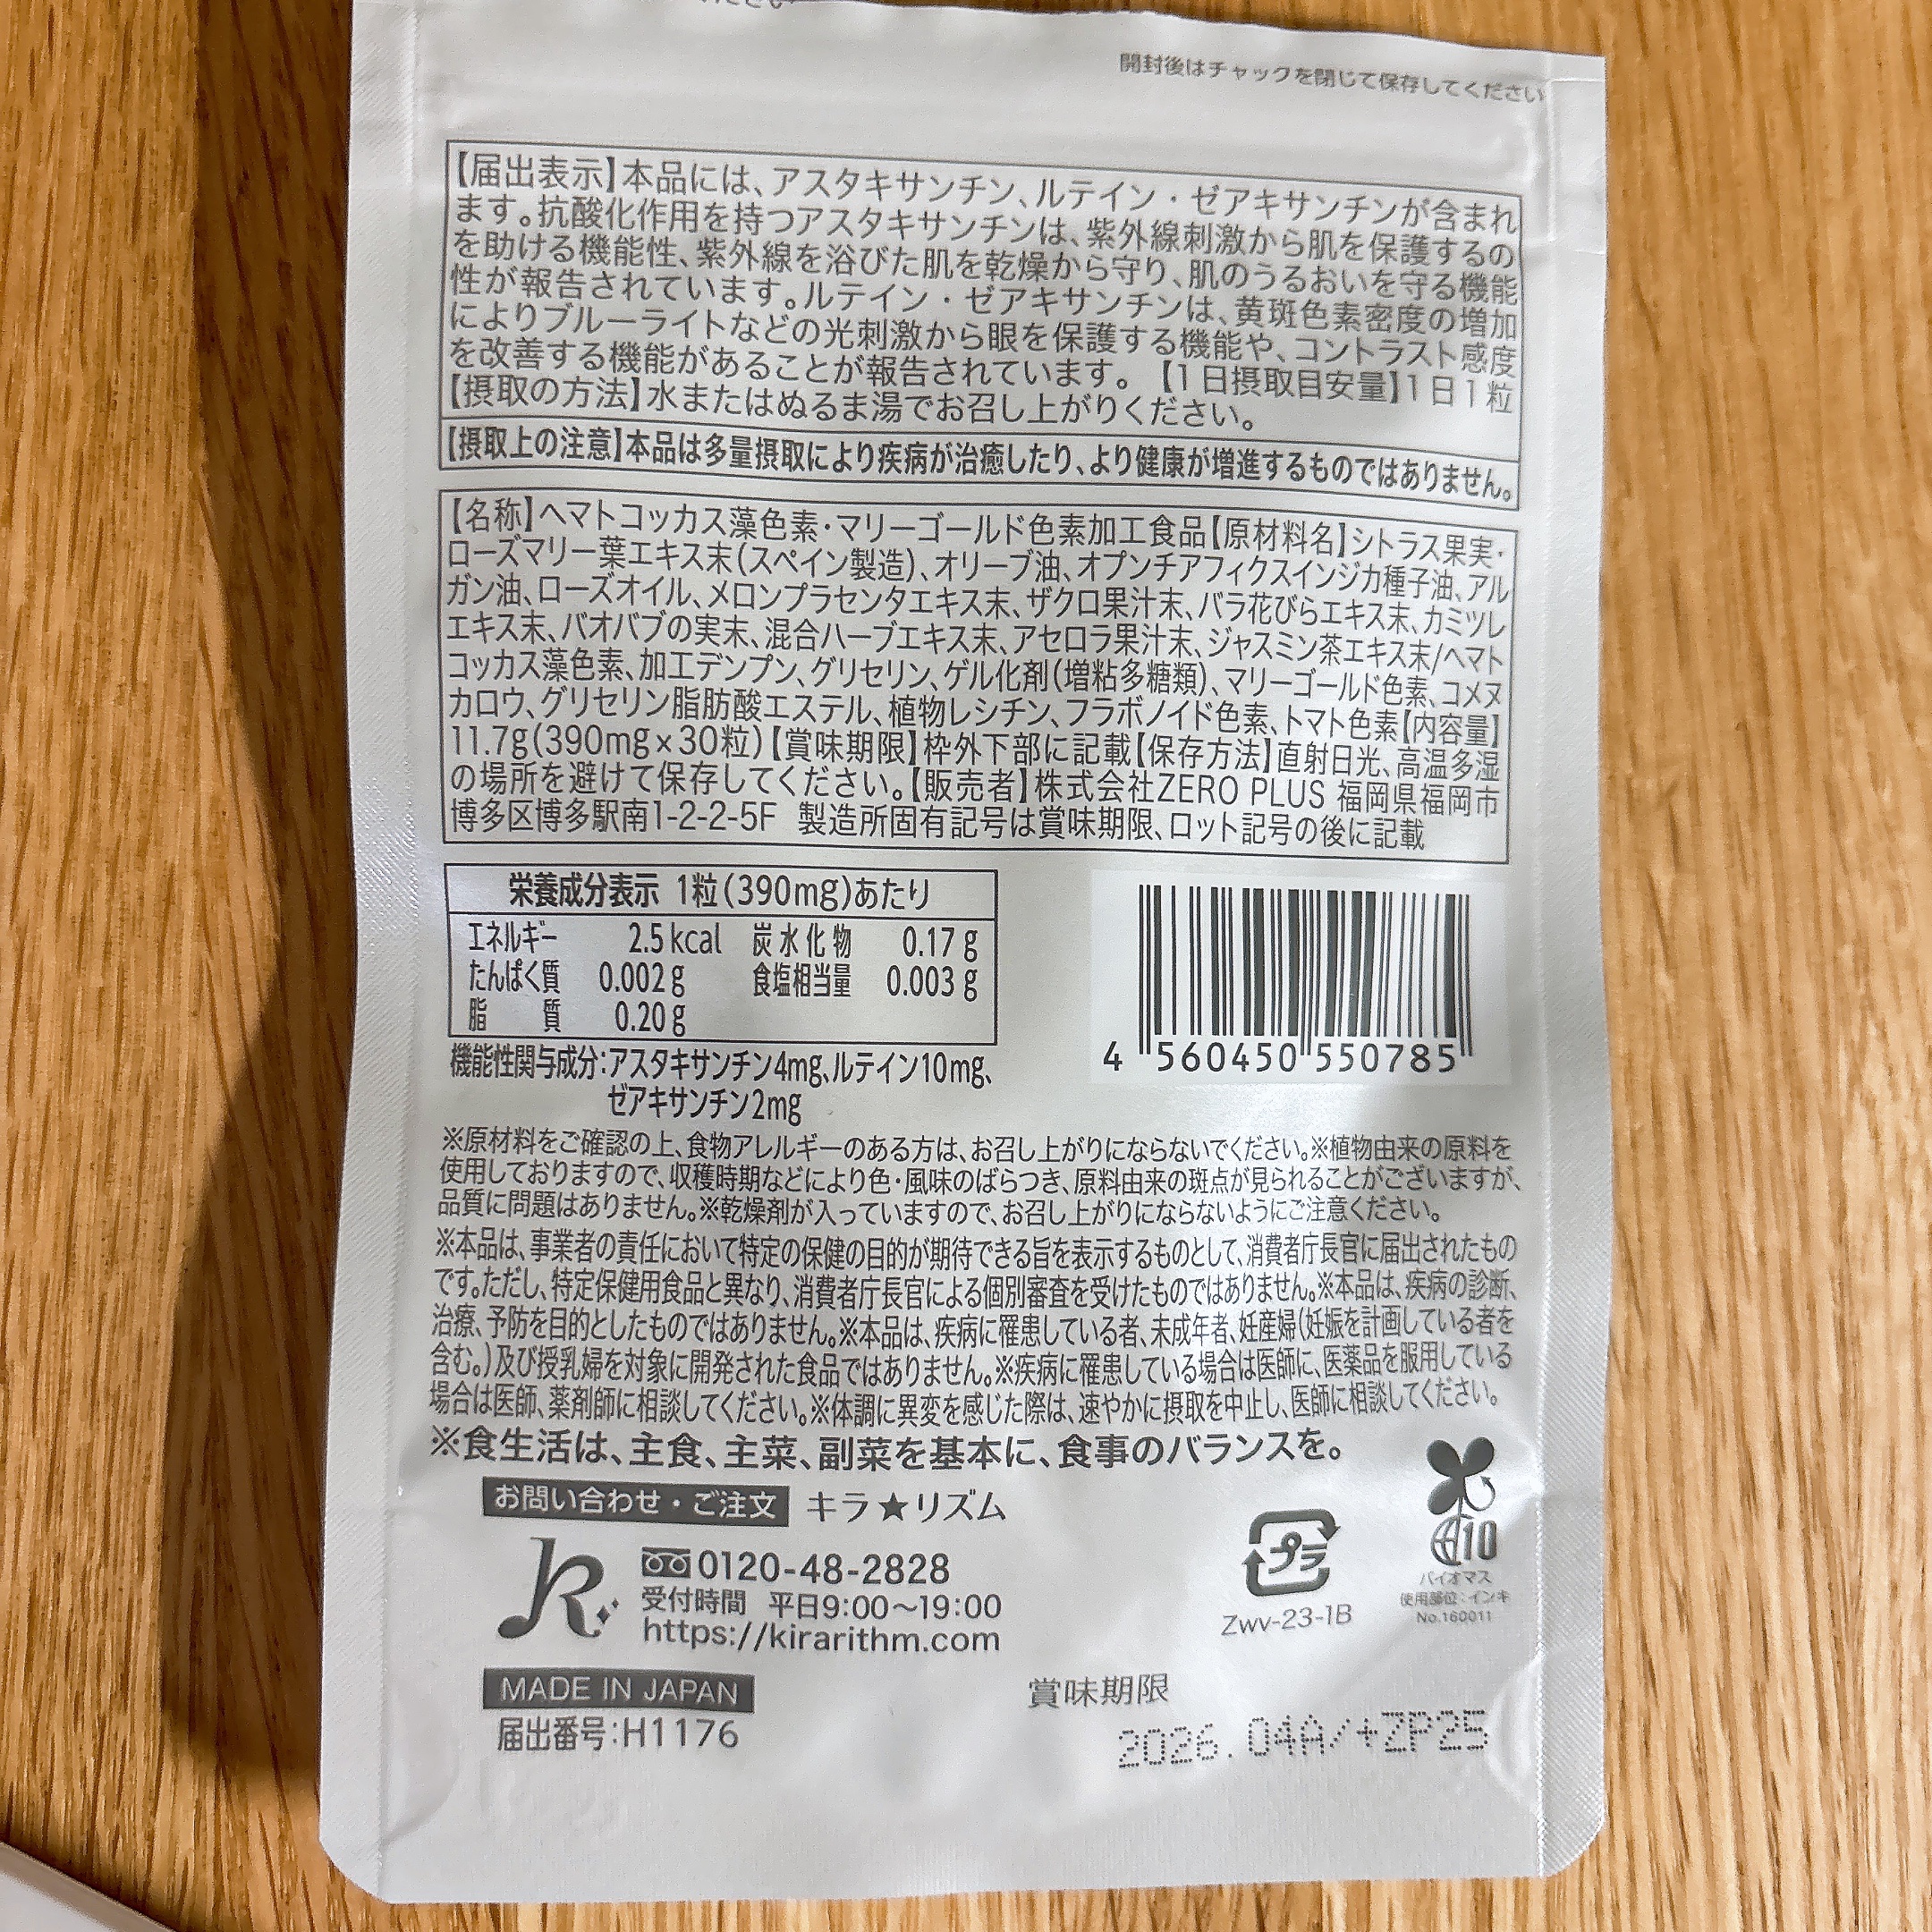 開封後はチャックを閉じて保存してください
【届出表示】本品には、アスタキサンチン、ルテイン・ゼアキサンチンが含まれ
ます。抗酸化作用を持つアスタキサンチンは、紫外線刺激から肌を保護するの
を助ける機能性、紫外線を浴びた肌を乾燥から守り、肌のうるおいを守る機能
性が報告されています。ルテイン・ゼアキサンチンは、黄斑色素密度の増加
によりブルーライトなどの光刺激から眼を保護する機能や、コントラスト感度
を改善する機能があることが報告されています。【1日摂取目安量】1日1粒
【摂取の方法】水またはぬるま湯でお召し上がりください。
【摂取上の注意】本品は多量摂取により疾病が治癒したり、より健康が増進するものではありません。
【名称】ヘマトコッカス藻色素・マリーゴールド色素加工食品【原材料名】シトラス果実・
ローズマリー葉エキス末(スペイン製造)、オリーブ油、オプンチアフィクスインジカ種子油、アル
ガン油、ローズオイル、メロンプラセンタエキス末、ザクロ果汁末、バラ花びらエキス末、カミツレ
エキス末、バオバブの実末、混合ハーブエキス末、アセロラ果汁末、ジャスミン茶エキス末/ヘマト
コッカス藻色素、加工デンプン、グリセリン、ゲル化剤(増粘多糖類)、マリーゴールド色素、コメヌ
カロウ、グリセリン脂肪酸エステル、植物レシチン、フラボノイド色素、トマト色素【内容量】
11.7g(390mg×30粒)【賞味期限】枠外下部に記載【保存方法】直射日光、高温多湿
の場所を避けて保存してください。【販売者】株式会社ZERO PLUS 福岡県福岡市
博多区博多駅南1-2-2-5F 製造所固有記号は賞味期限、ロット記号の後に記載
栄養成分表示 1粒(390mg)あたり
エネルギー 2.5kcal 炭水化物 0.17g
たんぱく質 0.002g 食塩相当量 0.003g
脂質 0.20g
機能性関与成分:アスタキサンチン4mg、ルテイン10mg、
ゼアキサンチン2mg
4 560450 550785
※原材料をご確認の上、食物アレルギーのある方は、お召し上がりにならないでください。※植物由来の原料を
使用しておりますので、収穫時期などにより色・風味のばらつき、原料由来の斑点が見られることがございますが、
品質に問題はありません。※乾燥剤が入っていますので、お召し上がりにならないようにご注意ください。
※本品は、事業者の責任において特定の保健の目的が期待できる旨を表示するものとして、消費者庁長官に届出されたもの
です。ただし、特定保健用食品と異なり、消費者庁長官による個別審査を受けたものではありません。※本品は、疾病の診断、
治療、予防を目的としたものではありません。※本品は、疾病に罹患している者、未成年者、妊産婦(妊娠を計画している者を
含む。)及び授乳婦を対象に開発された食品ではありません。※疾病に罹患している場合は医師に、医薬品を服用している
場合は医師、薬剤師に相談してください。※体調に異変を感じた際は、速やかに摂取を中止し、医師に相談してください。
※食生活は、主食、主菜、副菜を基本に、食事のバランスを。
お問い合わせ・ご注文 キラ★リズム
0120-48-2828
受付時間 平日9:00〜19:00
https://kirarithm.com
プラ
Zwv-23-1B
10
バイオマス
使用部位:インキ
No.160011
MADE IN JAPAN
届出番号:H1176
賞味期限
2026.04A/+ZP25